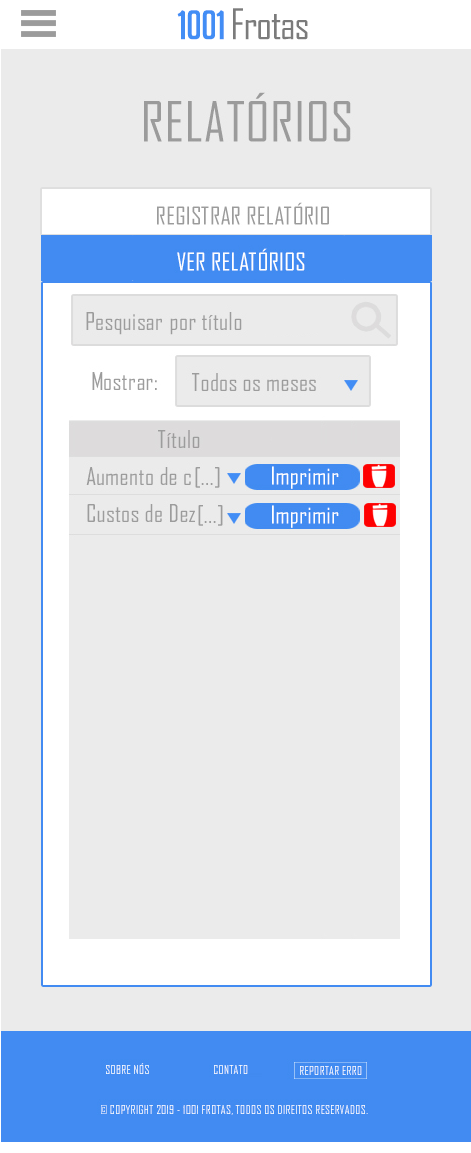 1001 Frotas
RELATÓRIOS
REGISTRAR RELATÓRIO
VER RELATÓRIOS
Pesquisar por título
Mostrar: Todos os meses
Título
Aumento de c[...] Imprimir
Custos de Dez[...] Imprimir
SOBRE NÓS CONTATO REPORTAR ERRO
© COPYRIGHT 2019 - 1001 FROTAS, TODOS OS DIREITOS RESERVADOS.